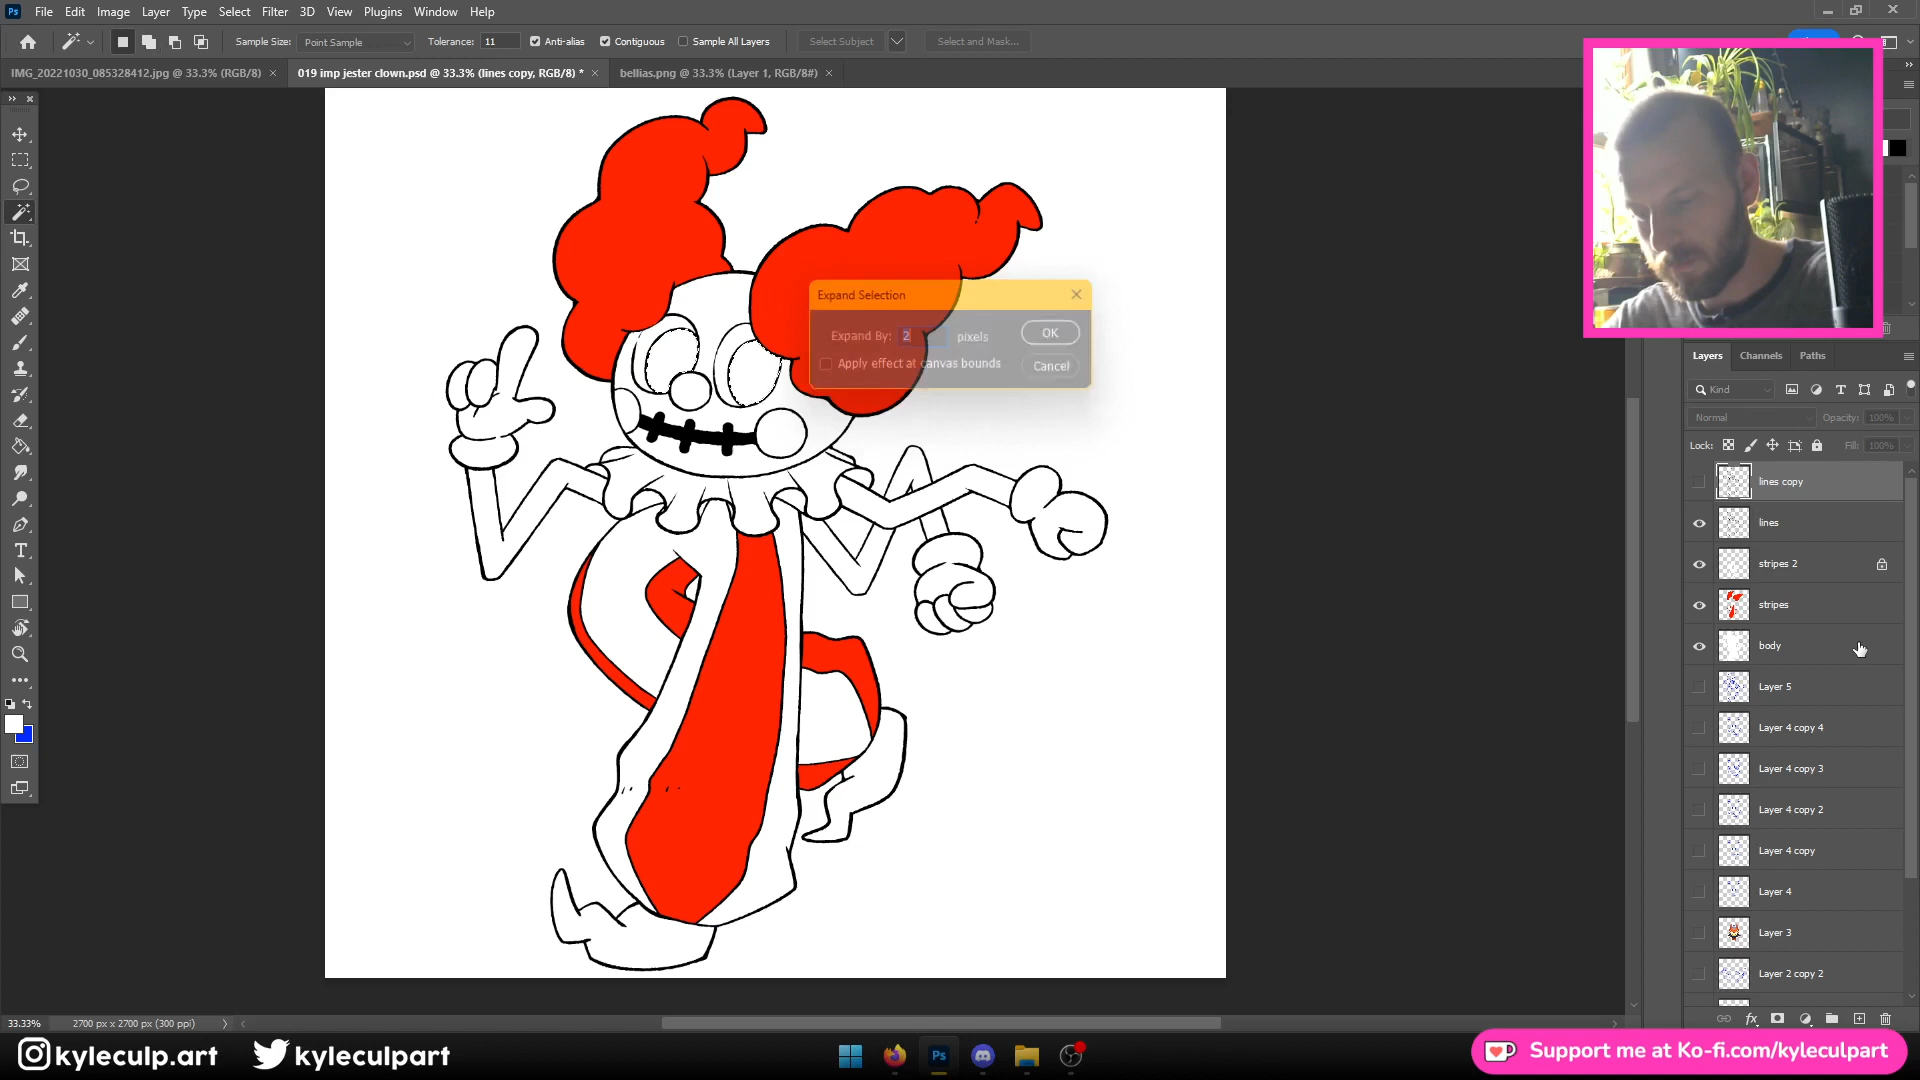 Ps File Edit Image Layer Type Select Filter 3D View Plugins Window Help
Sample Size: Point Sample Tolerance: 11 Anti-alias Contiguous Sample All Layers Select Subject Select and Mask...
IMG_20221030_085328412.jpg @ 33.3% (RGB/8) × 019 imp jester clown.psd @ 33.3% (lines copy, RGB/8) * × bellias.png @ 33.3% (Layer 1, RGB/8#) ×
Expand Selection
Expand By: 2 pixels OK
Apply effect at canvas bounds Cancel
Layers Channels Paths
Kind
Normal Opacity: 100%
Lock: Fill: 100%
lines copy
lines
stripes 2
stripes
body
Layer 5
Layer 4 copy 4
Layer 4 copy 3
Layer 4 copy 2
Layer 4 copy
Layer 4
Layer 3
Layer 2 copy 2
33.33% 2700 px x 2700 px (300 ppi)
kyleculp.art kyleculpart
Ps
Support me at Ko-fi.com/kyleculpart